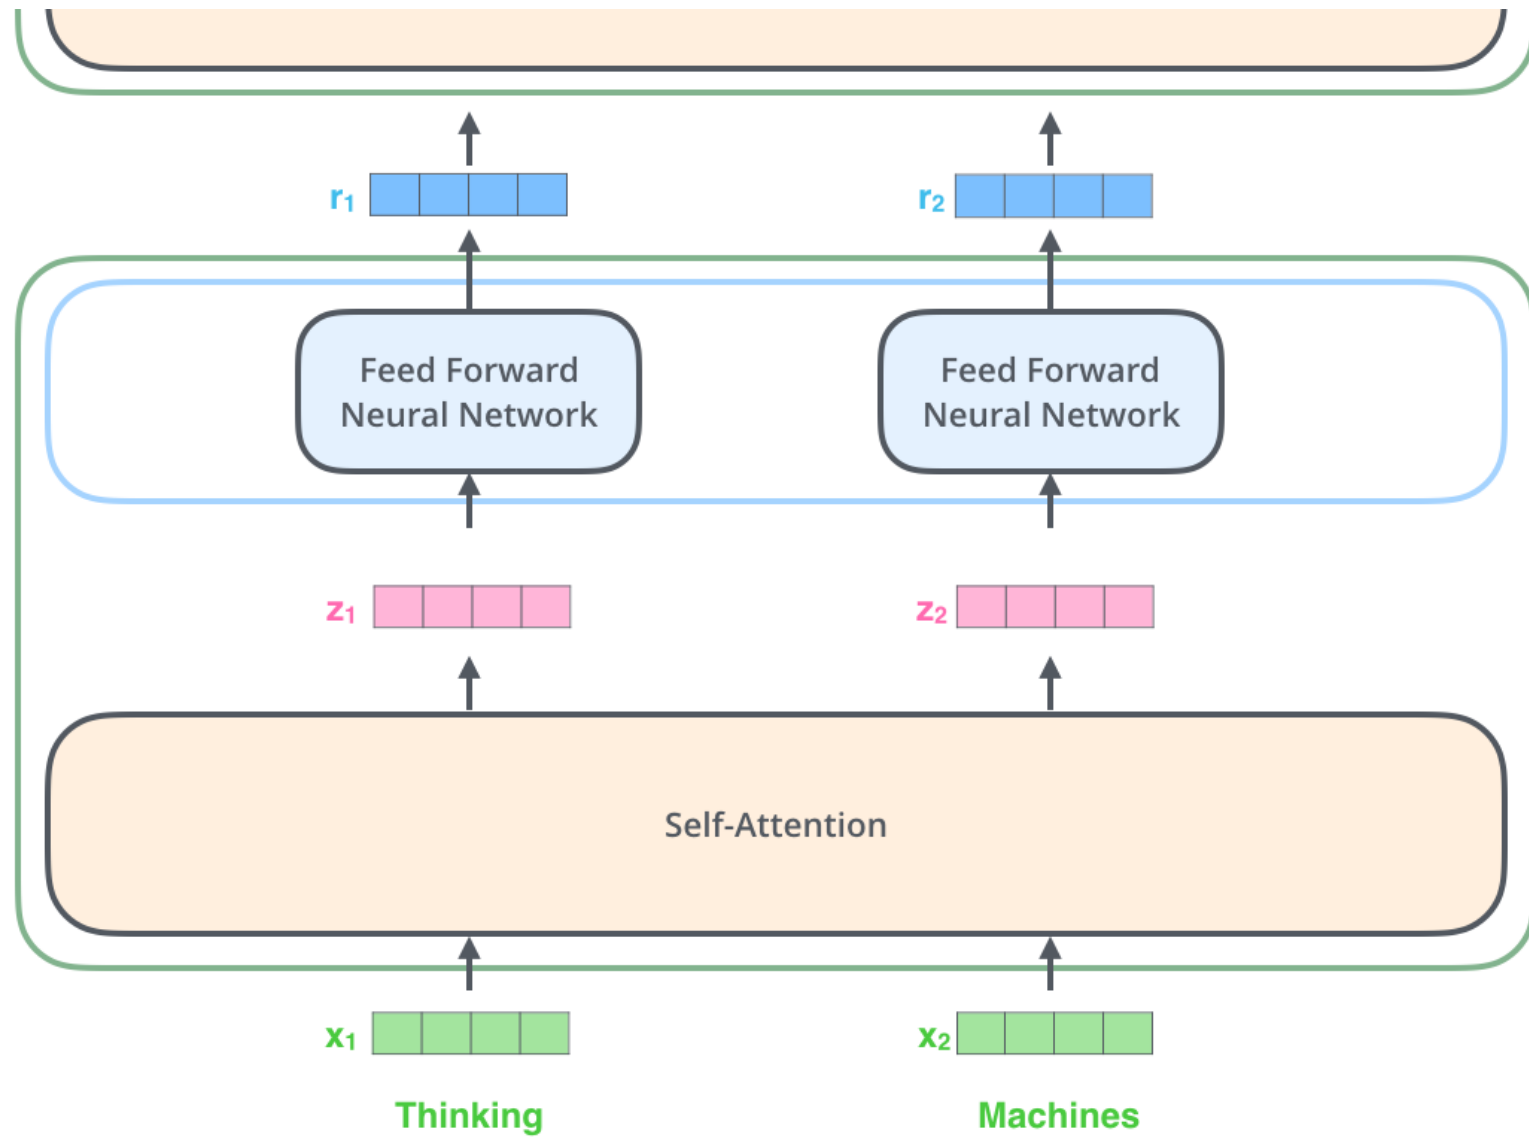 r1
r2
Feed Forward
Neural Network
Feed Forward
Neural Network
z1
z2
Self-Attention
x1
x2
Thinking
Machines